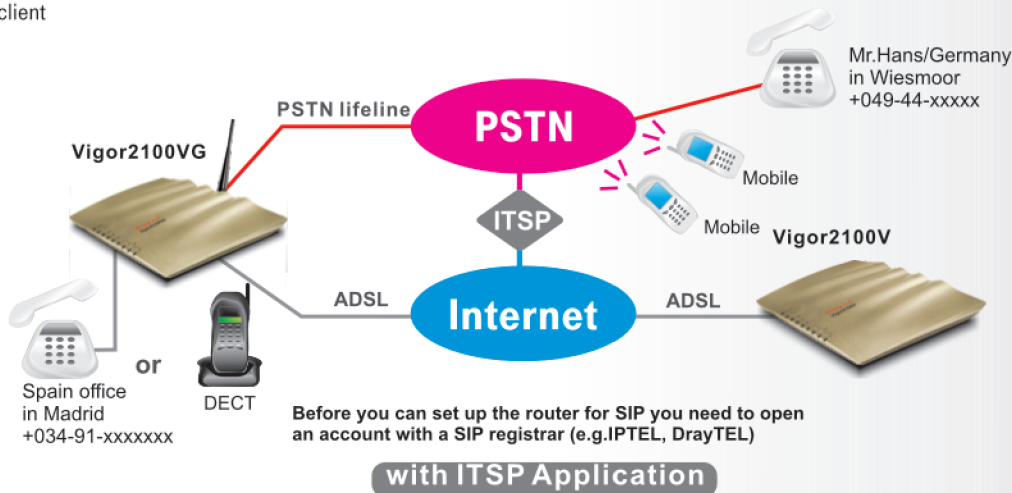 client
Mr.Hans/Germany
in Wiesmoor
+049-44-xxxxx
PSTN lifeline
PSTN
Vigor2100VG
Mobile
ITSP
Mobile
Vigor2100V
ADSL
Internet
ADSL
or
Spain office
in Madrid
+034-91-xxxxxxx
DECT
Before you can set up the router for SIP you need to open
an account with a SIP registrar (e.g.IPTEL, DrayTEL)
with ITSP Application